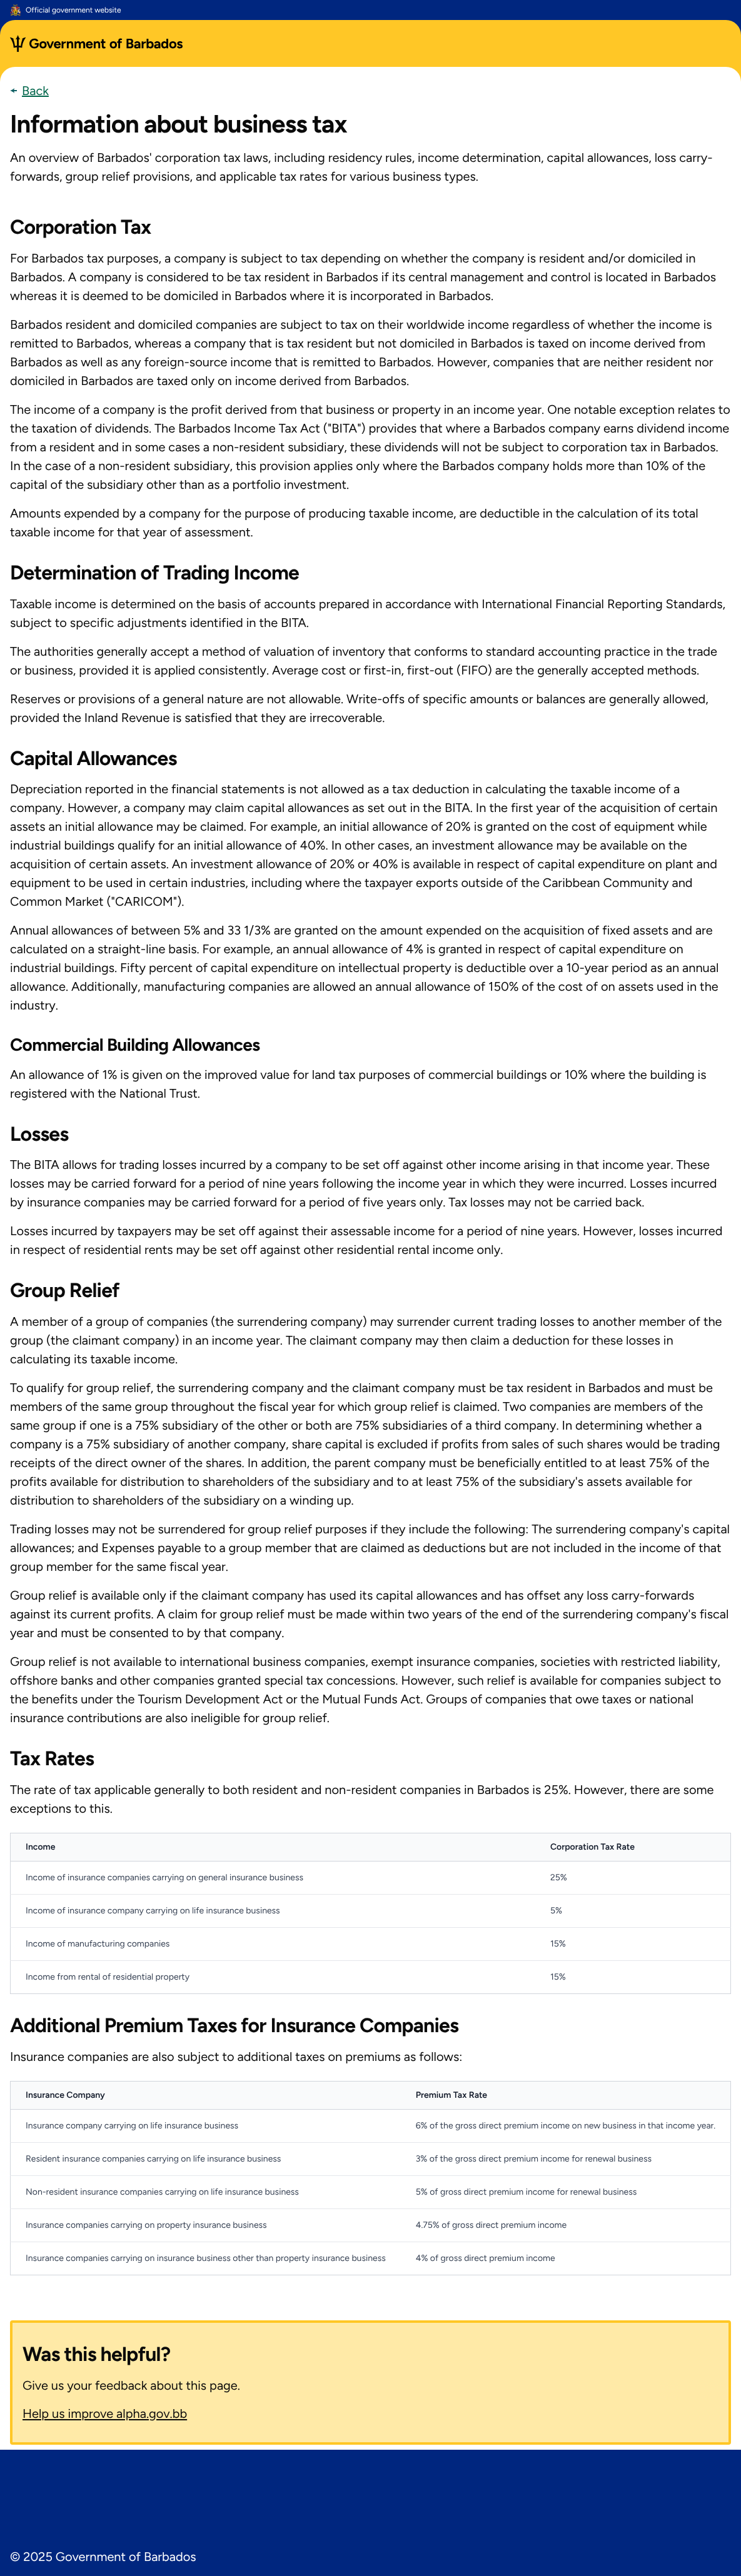 Official government website
Government of Barbados
Back
Information about business tax
An overview of Barbados' corporation tax laws, including residency rules, income determination, capital allowances, loss carry-
forwards, group relief provisions, and applicable tax rates for various business types.
Corporation Tax
For Barbados tax purposes, a company is subject to tax depending on whether the company is resident and/or domiciled in
Barbados. A company is considered to be tax resident in Barbados if its central management and control is located in Barbados
whereas it is deemed to be domiciled in Barbados where it is incorporated in Barbados.
Barbados resident and domiciled companies are subject to tax on their worldwide income regardless of whether the income is
remitted to Barbados, whereas a company that is tax resident but not domiciled in Barbados is taxed on income derived from
Barbados as well as any foreign-source income that is remitted to Barbados. However, companies that are neither resident nor
domiciled in Barbados are taxed only on income derived from Barbados.
The income of a company is the profit derived from that business or property in an income year. One notable exception relates to
the taxation of dividends. The Barbados Income Tax Act ("BITA") provides that where a Barbados company earns dividend income
from a resident and in some cases a non-resident subsidiary, these dividends will not be subject to corporation tax in Barbados.
In the case of a non-resident subsidiary, this provision applies only where the Barbados company holds more than 10% of the
capital of the subsidiary other than as a portfolio investment.
Amounts expended by a company for the purpose of producing taxable income, are deductible in the calculation of its total
taxable income for that year of assessment.
Determination of Trading Income
Taxable income is determined on the basis of accounts prepared in accordance with International Financial Reporting Standards,
subject to specific adjustments identified in the BITA.
The authorities generally accept a method of valuation of inventory that conforms to standard accounting practice in the trade
or business, provided it is applied consistently. Average cost or first-in, first-out (FIFO) are the generally accepted methods.
Reserves or provisions of a general nature are not allowable. Write-offs of specific amounts or balances are generally allowed,
provided the Inland Revenue is satisfied that they are irrecoverable.
Capital Allowances
Depreciation reported in the financial statements is not allowed as a tax deduction in calculating the taxable income of a
company. However, a company may claim capital allowances as set out in the BITA. In the first year of the acquisition of certain
assets an initial allowance may be claimed. For example, an initial allowance of 20% is granted on the cost of equipment while
industrial buildings qualify for an initial allowance of 40%. In other cases, an investment allowance may be available on the
acquisition of certain assets. An investment allowance of 20% or 40% is available in respect of capital expenditure on plant and
equipment to be used in certain industries, including where the taxpayer exports outside of the Caribbean Community and
Common Market ("CARICOM").
Annual allowances of between 5% and 33 1/3% are granted on the amount expended on the acquisition of fixed assets and are
calculated on a straight-line basis. For example, an annual allowance of 4% is granted in respect of capital expenditure on
industrial buildings. Fifty percent of capital expenditure on intellectual property is deductible over a 10-year period as an annual
allowance. Additionally, manufacturing companies are allowed an annual allowance of 150% of the cost of on assets used in the
industry.
Commercial Building Allowances
An allowance of 1% is given on the improved value for land tax purposes of commercial buildings or 10% where the building is
registered with the National Trust.
Losses
The BITA allows for trading losses incurred by a company to be set off against other income arising in that income year. These
losses may be carried forward for a period of nine years following the income year in which they were incurred. Losses incurred
by insurance companies may be carried forward for a period of five years only. Tax losses may not be carried back.
Losses incurred by taxpayers may be set off against their assessable income for a period of nine years. However, losses incurred
in respect of residential rents may be set off against other residential rental income only.
Group Relief
A member of a group of companies (the surrendering company) may surrender current trading losses to another member of the
group (the claimant company) in an income year. The claimant company may then claim a deduction for these losses in
calculating its taxable income.
To qualify for group relief, the surrendering company and the claimant company must be tax resident in Barbados and must be
members of the same group throughout the fiscal year for which group relief is claimed. Two companies are members of the
same group if one is a 75% subsidiary of the other or both are 75% subsidiaries of a third company. In determining whether a
company is a 75% subsidiary of another company, share capital is excluded if profits from sales of such shares would be trading
receipts of the direct owner of the shares. In addition, the parent company must be beneficially entitled to at least 75% of the
profits available for distribution to shareholders of the subsidiary and to at least 75% of the subsidiary's assets available for
distribution to shareholders of the subsidiary on a winding up.
Trading losses may not be surrendered for group relief purposes if they include the following: The surrendering company's capital
allowances; and Expenses payable to a group member that are claimed as deductions but are not included in the income of that
group member for the same fiscal year.
Group relief is available only if the claimant company has used its capital allowances and has offset any loss carry-forwards
against its current profits. A claim for group relief must be made within two years of the end of the surrendering company's fiscal
year and must be consented to by that company.
Group relief is not available to international business companies, exempt insurance companies, societies with restricted liability,
offshore banks and other companies granted special tax concessions. However, such relief is available for companies subject to
the benefits under the Tourism Development Act or the Mutual Funds Act. Groups of companies that owe taxes or national
insurance contributions are also ineligible for group relief.
Tax Rates
The rate of tax applicable generally to both resident and non-resident companies in Barbados is 25%. However, there are some
exceptions to this.
Income Corporation Tax Rate
Income of insurance companies carrying on general insurance business 25%
Income of insurance company carrying on life insurance business 5%
Income of manufacturing companies 15%
Income from rental of residential property 15%
Additional Premium Taxes for Insurance Companies
Insurance companies are also subject to additional taxes on premiums as follows:
Insurance Company Premium Tax Rate
Insurance company carrying on life insurance business 6% of the gross direct premium income on new business in that income year.
Resident insurance companies carrying on life insurance business 3% of the gross direct premium income for renewal business
Non-resident insurance companies carrying on life insurance business 5% of gross direct premium income for renewal business
Insurance companies carrying on property insurance business 4.75% of gross direct premium income
Insurance companies carrying on insurance business other than property insurance business 4% of gross direct premium income
Was this helpful?
Give us your feedback about this page.
Help us improve alpha.gov.bb
© 2025 Government of Barbados